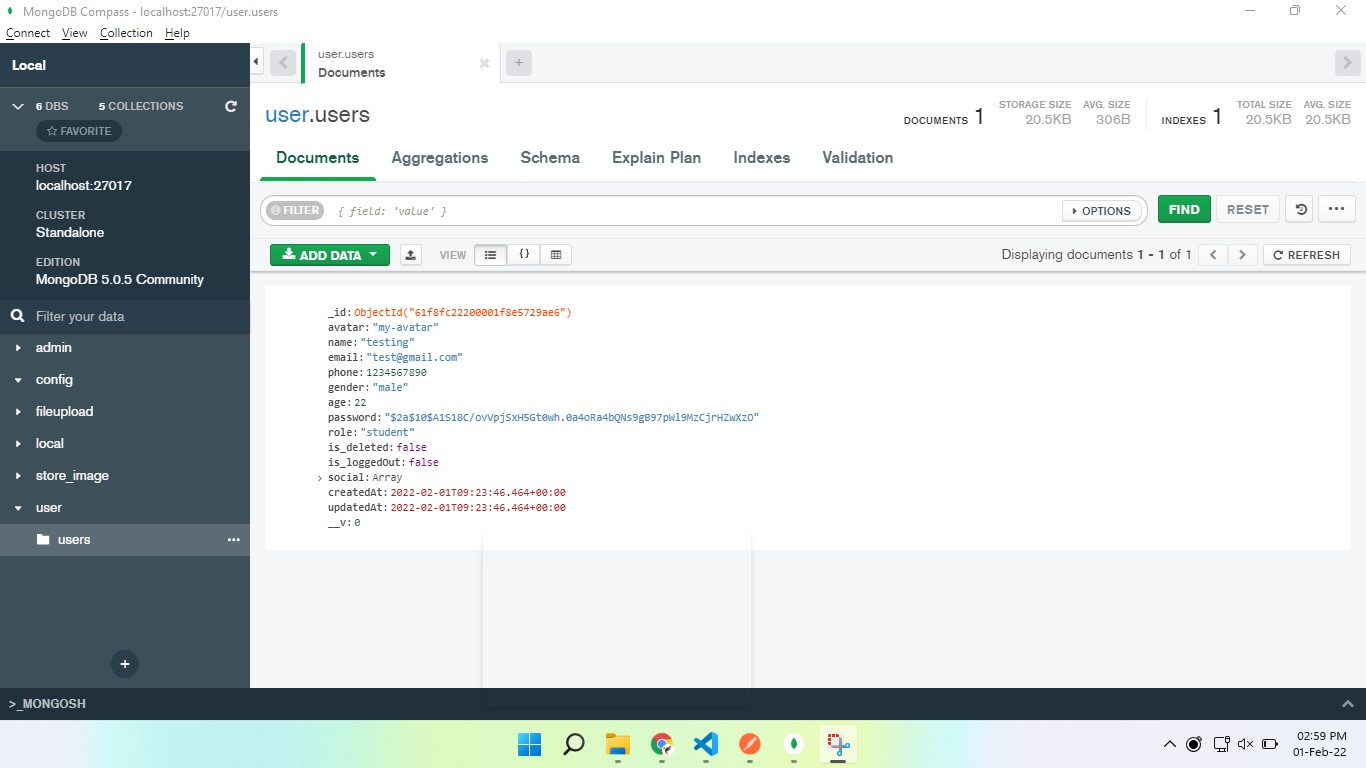 MongoDB Compass - localhost:27017/user.users
Connect View Collection Help
Local
6 DBS 5 COLLECTIONS
FAVORITE
HOST
localhost:27017
CLUSTER
Standalone
EDITION
MongoDB 5.0.5 Community
Filter your data
admin
config
fileupload
local
store_image
user
users
user.users
Documents
user.users
DOCUMENTS 1
STORAGE SIZE
20.5KB
AVG. SIZE
306B
INDEXES 1
TOTAL SIZE
20.5KB
AVG. SIZE
20.5KB
Documents Aggregations Schema Explain Plan Indexes Validation
FILTER { field: 'value' } OPTIONS FIND RESET
ADD DATA VIEW {} Displaying documents 1 - 1 of 1 REFRESH
_id: ObjectId("61f8fc22200001f8e5729ae6")
avatar: "my-avatar"
name: "testing"
email: "test@gmail.com"
phone: 1234567890
gender: "male"
age: 22
password: "$2a$10$A1S18C/ovVpjSxH5Gt0wh.0a4oRa4bQNs9gB97pWl9MzCjrHZwXzO"
role: "student"
is_deleted: false
is_loggedOut: false
social: Array
createdAt: 2022-02-01T09:23:46.464+00:00
updatedAt: 2022-02-01T09:23:46.464+00:00
__v: 0
>_MONGOSH
02:59 PM
01-Feb-22